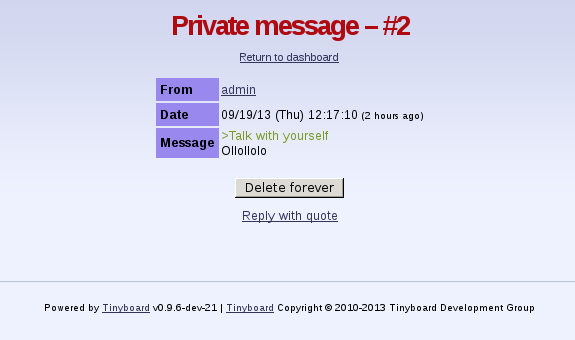 Private message – #2
Return to dashboard
From admin
Date 09/19/13 (Thu) 12:17:10 (2 hours ago)
Message >Talk with yourself
Ollollolo
Delete forever
Reply with quote
Powered by Tinyboard v0.9.6-dev-21 | Tinyboard Copyright © 2010-2013 Tinyboard Development Group